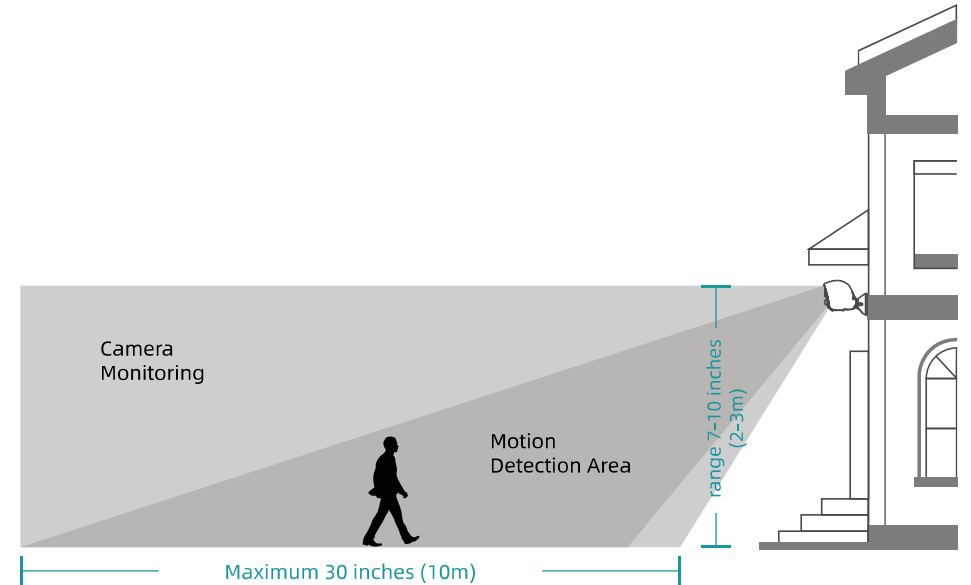 Camera
Monitoring
Motion
Detection Area
range 7-10 inches
(2-3m)
Maximum 30 inches (10m)